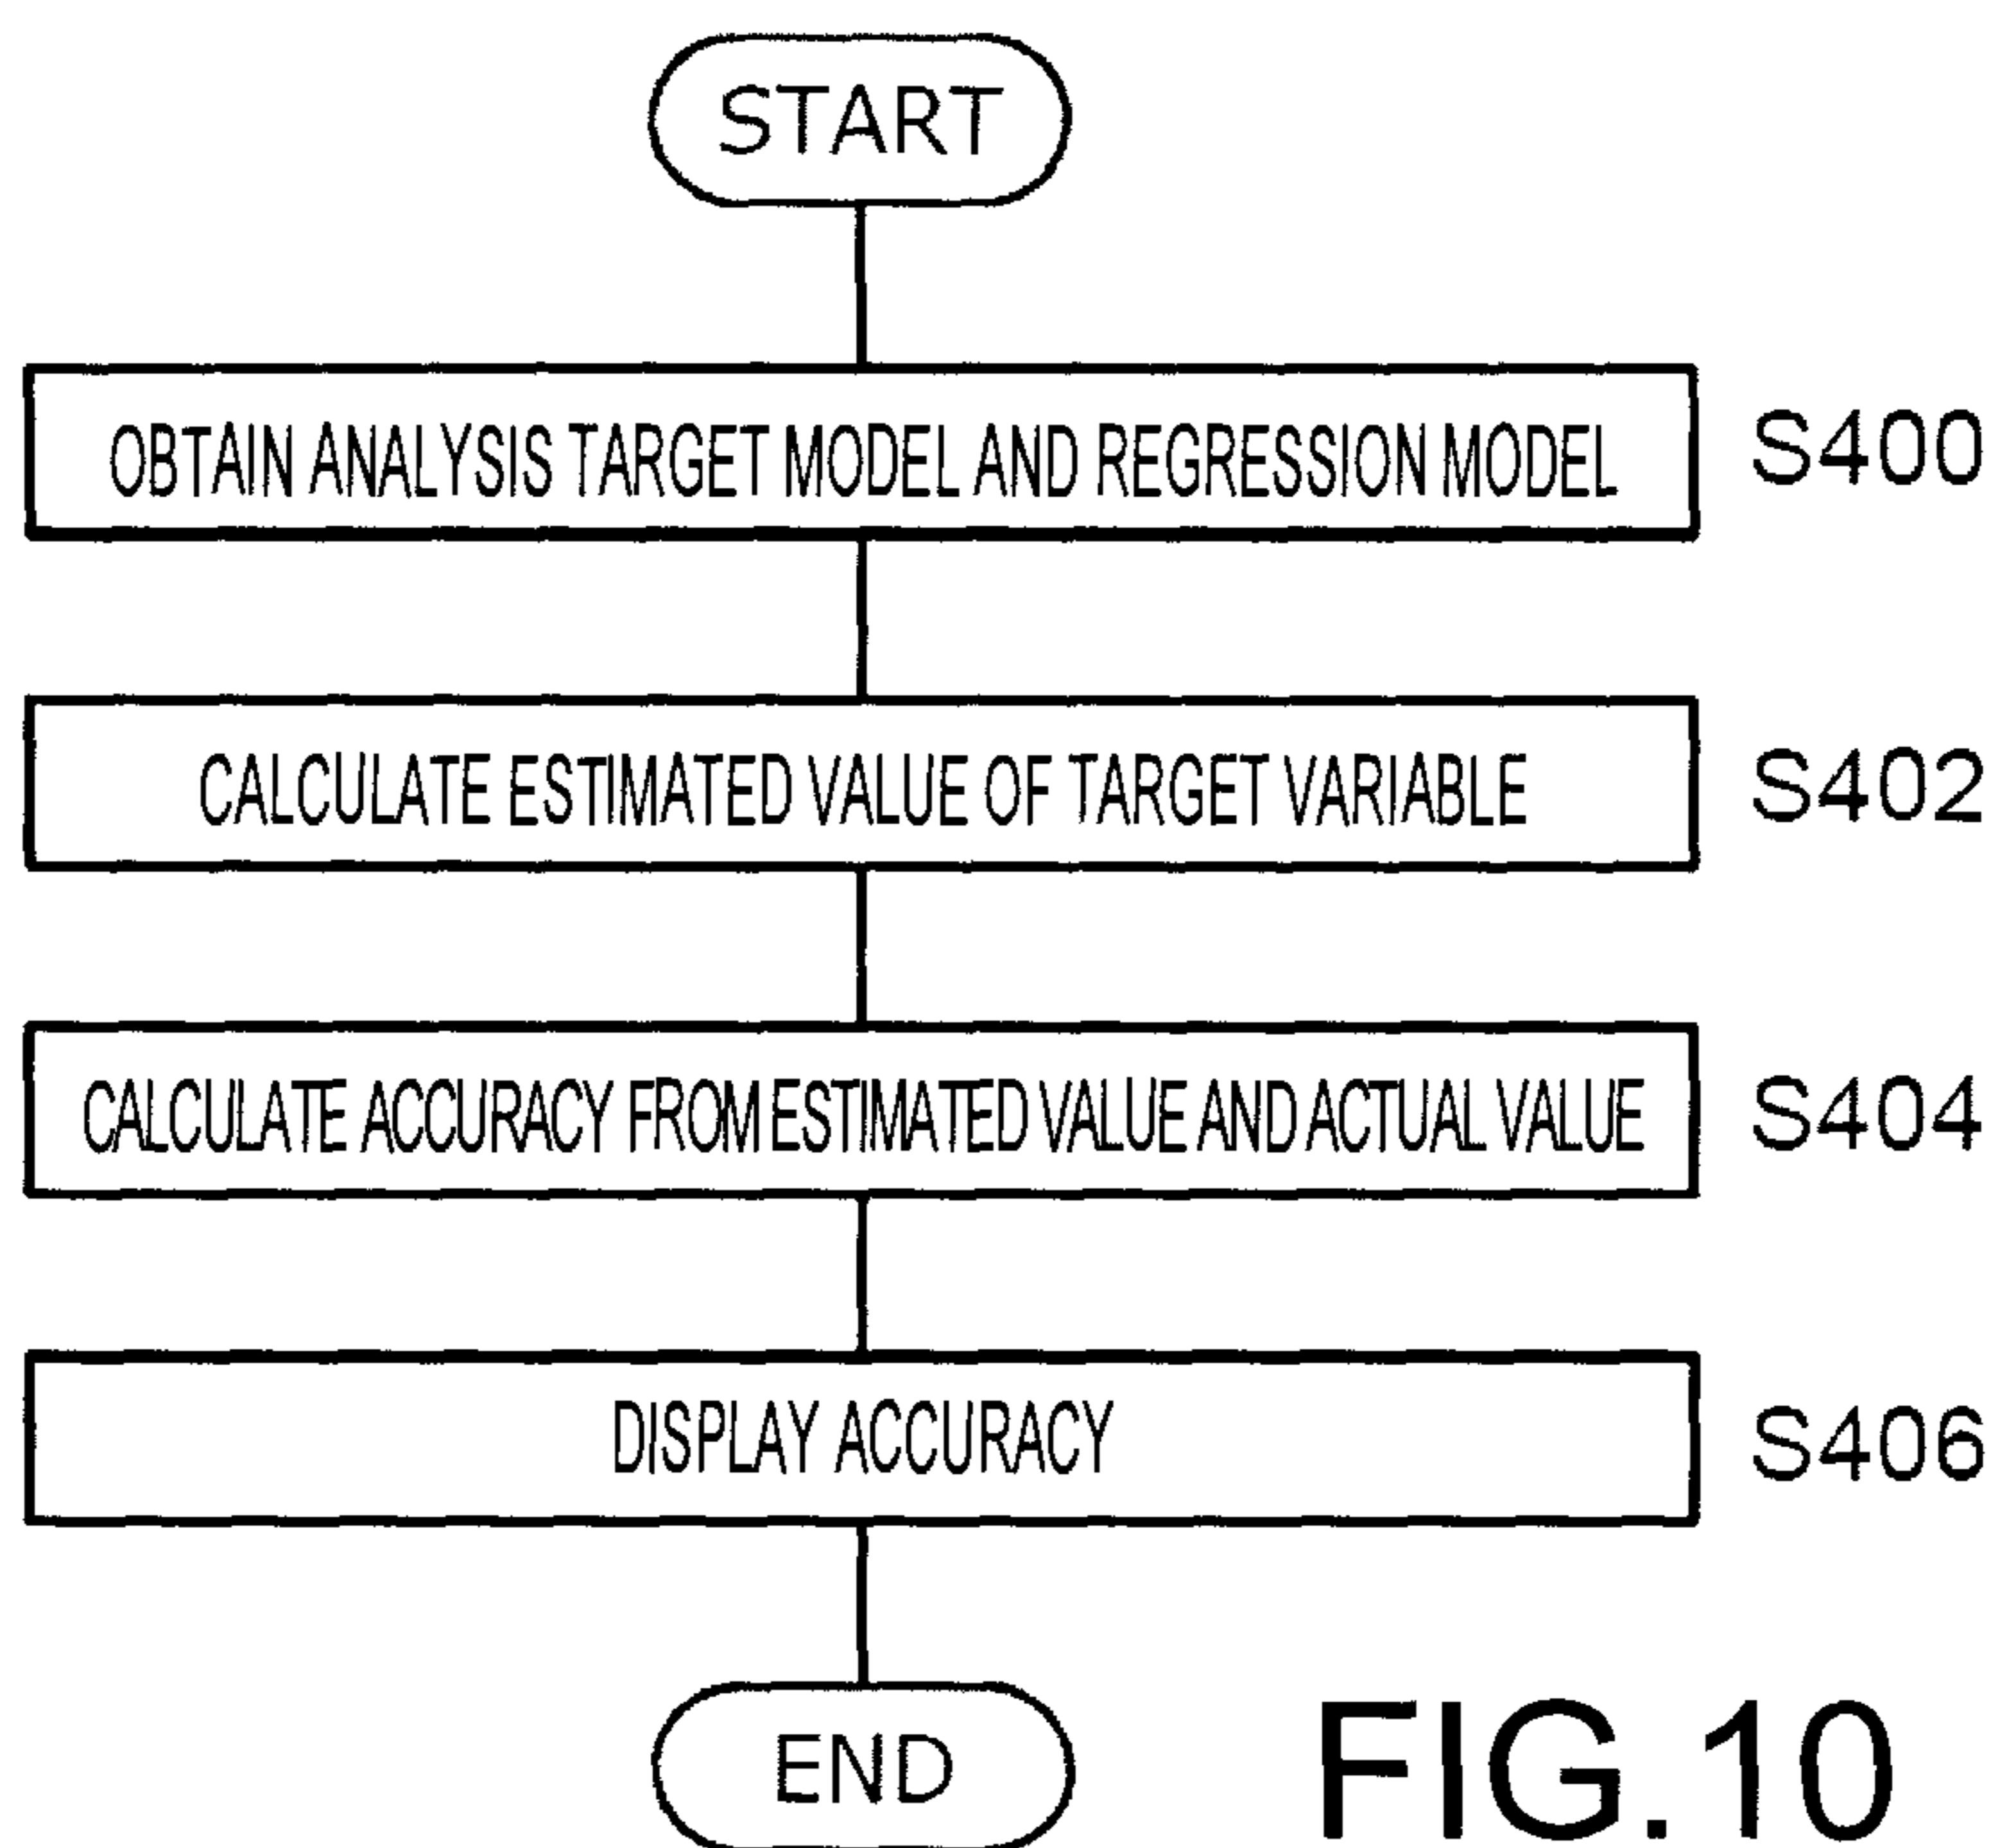 START
OBTAIN ANALYSIS TARGET MODEL AND REGRESSION MODEL S400
CALCULATE ESTIMATED VALUE OF TARGET VARIABLE S402
CALCULATE ACCURACY FROM ESTIMATED VALUE AND ACTUAL VALUE S404
DISPLAY ACCURACY S406
END
FIG.10